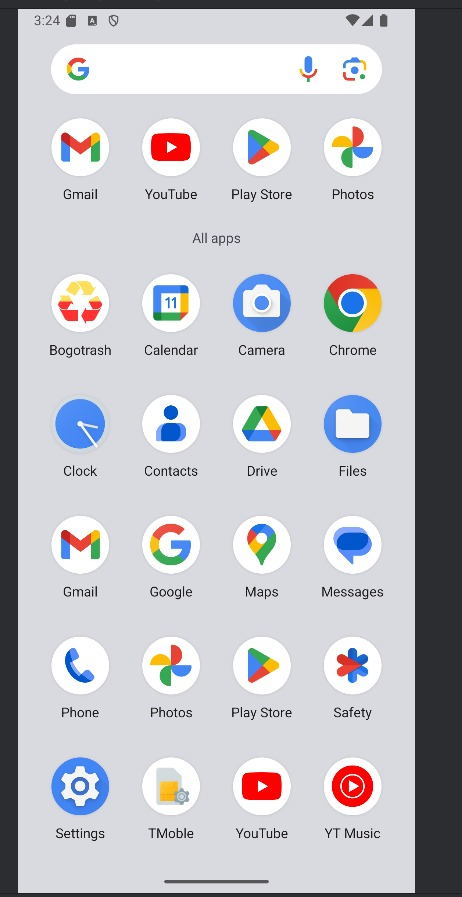 3:24
Gmail YouTube Play Store Photos
All apps
Bogotrash Calendar Camera Chrome
Clock Contacts Drive Files
Gmail Google Maps Messages
Phone Photos Play Store Safety
Settings TMoble YouTube YT Music